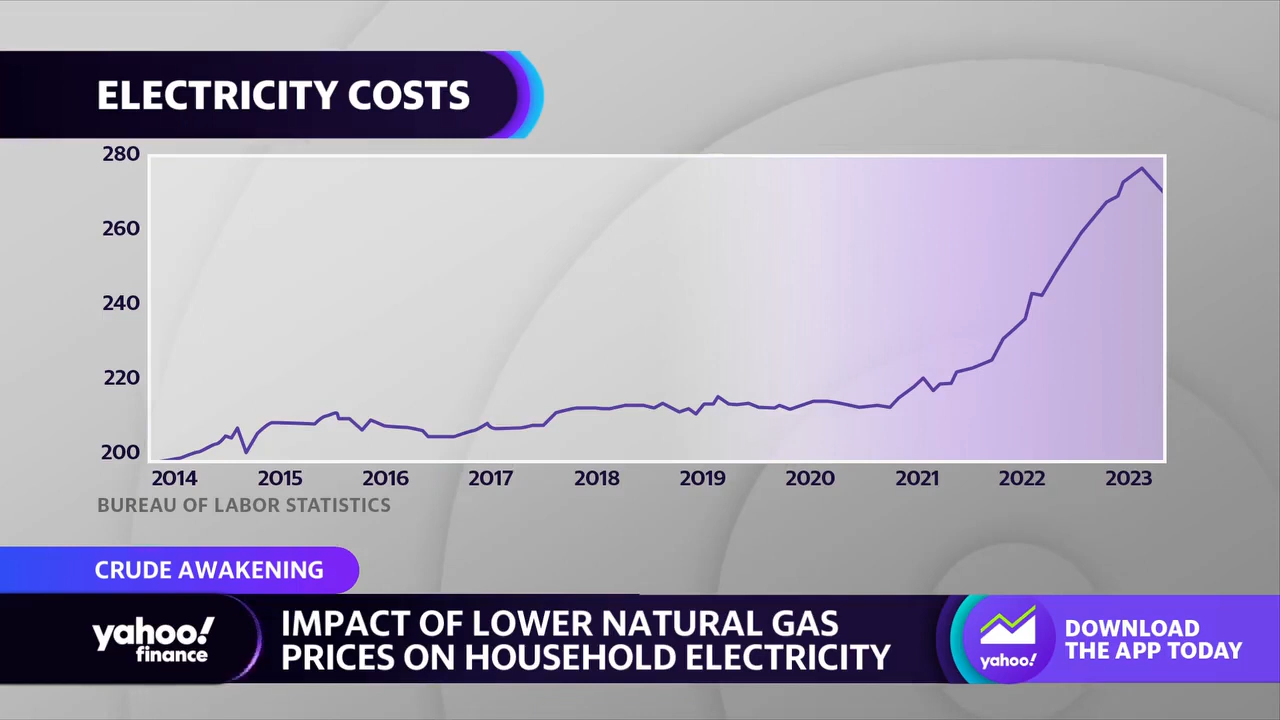 ELECTRICITY COSTS
280
260
240
220
200
2014 2015 2016 2017 2018 2019 2020 2021 2022 2023
BUREAU OF LABOR STATISTICS
CRUDE AWAKENING
yahoo!
finance
IMPACT OF LOWER NATURAL GAS
PRICES ON HOUSEHOLD ELECTRICITY
yahoo!
DOWNLOAD
THE APP TODAY